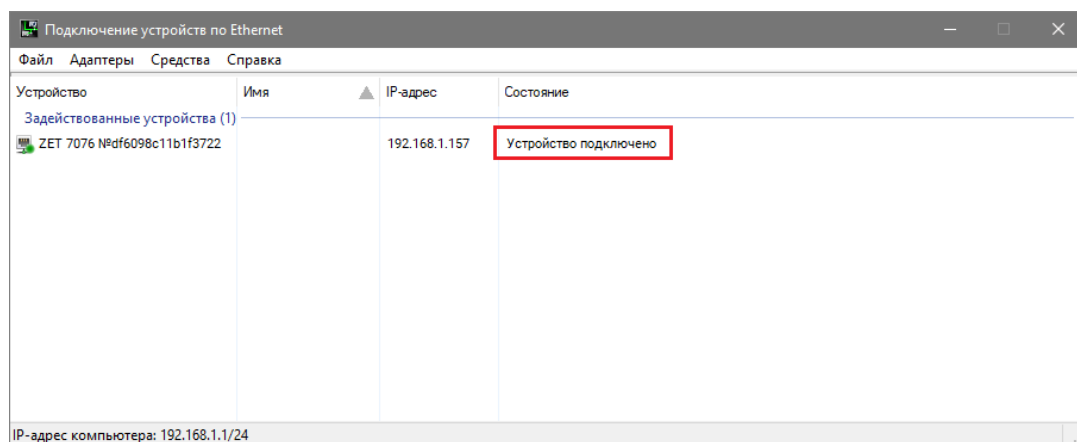 Подключение устройств по Ethernet
Файл Адаптеры Средства Справка
Устройство Имя IP-адрес Состояние
Задействованные устройства (1)
ZET 7076 №df6098c11b1f3722 192.168.1.157 Устройство подключено
IP-адрес компьютера: 192.168.1.1/24